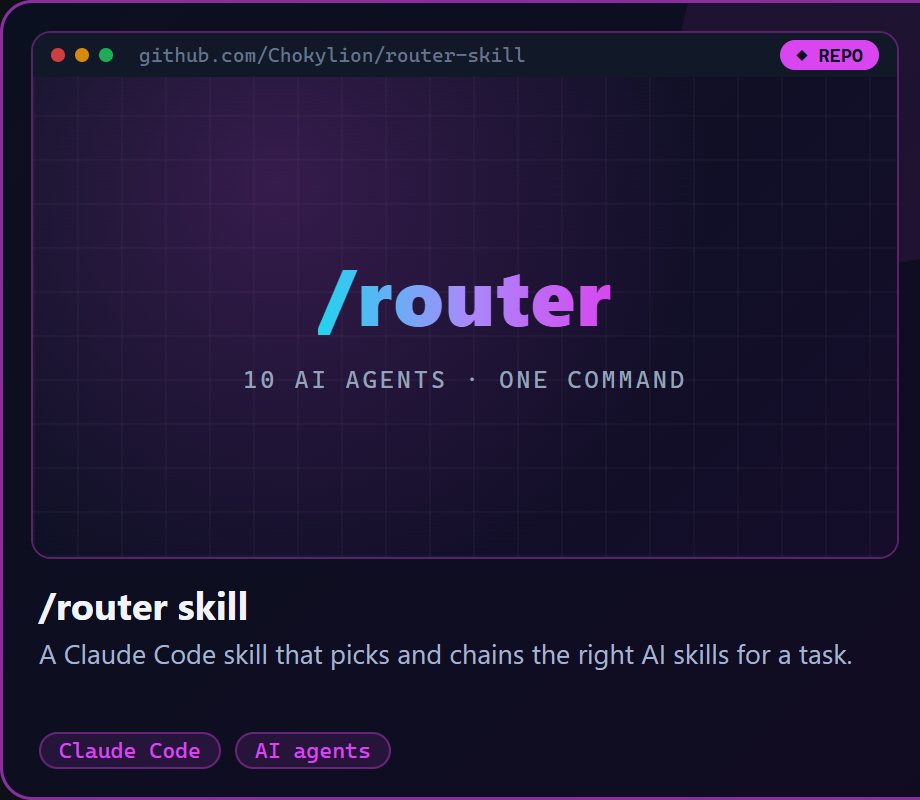 github.com/Chokylion/router-skill
◆ REPO
/router
10 AI AGENTS · ONE COMMAND
/router skill
A Claude Code skill that picks and chains the right AI skills for a task.
Claude Code
AI agents